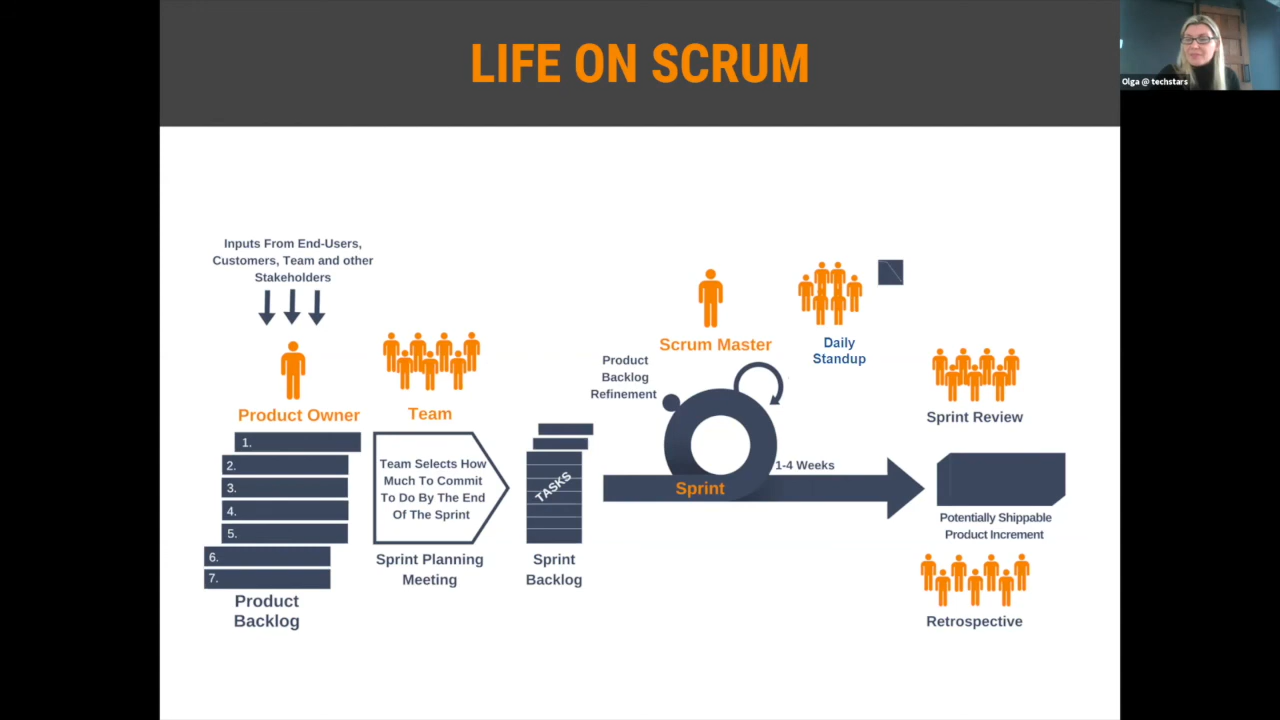 LIFE ON SCRUM
Olga @ techstars
Inputs From End-Users,
Customers, Team and other
Stakeholders
Product Owner
1.
2.
3.
4.
5.
6.
7.
Product
Backlog
Team
Team Selects How
Much To Commit
To Do By The End
Of The Sprint
Sprint Planning
Meeting
TASKS
Sprint
Backlog
Product
Backlog
Refinement
Scrum Master
Daily
Standup
Sprint
1-4 Weeks
Sprint Review
Potentially Shippable
Product Increment
Retrospective